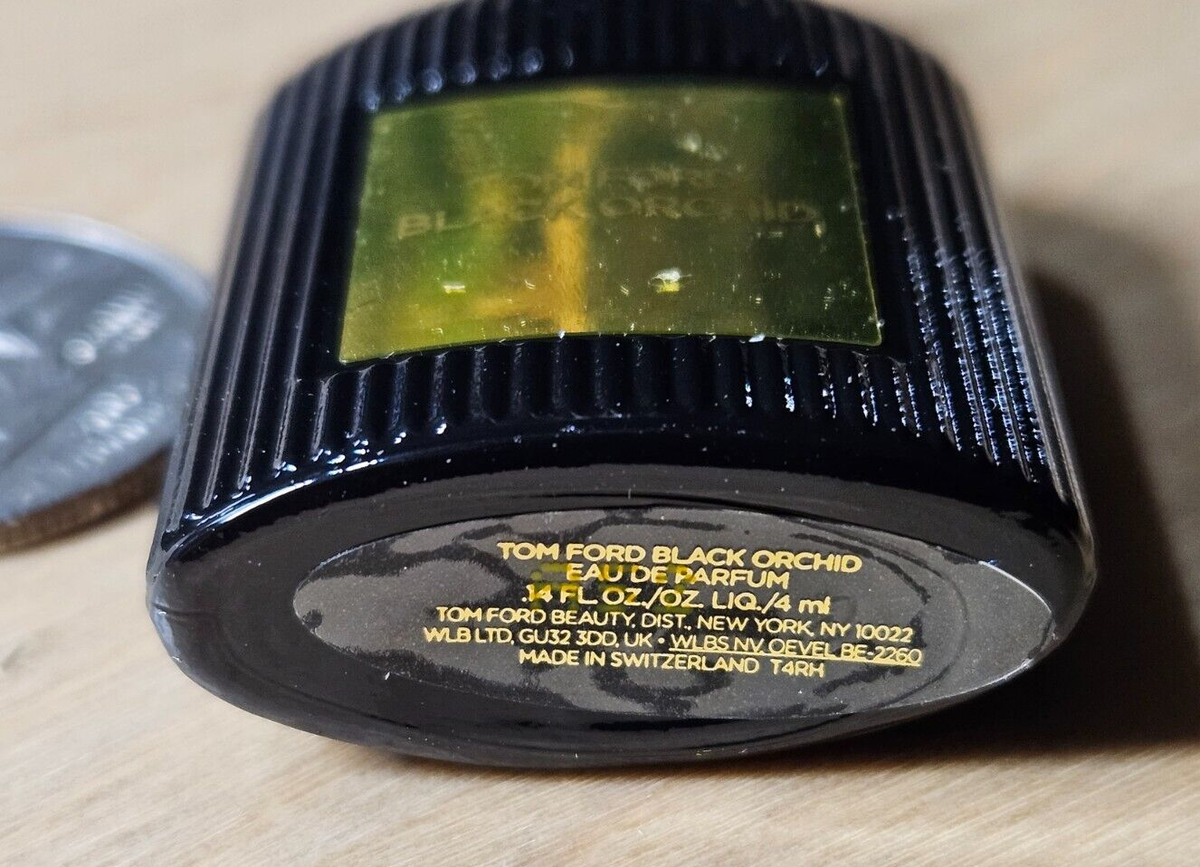 TOM FORD
BLACK ORCHID
TOM FORD BLACK ORCHID
EAU DE PARFUM
.14 FL. OZ./OZ. LIQ./4 ml
TOM FORD BEAUTY, DIST., NEW YORK, NY 10022
WLB LTD, GU32 3DD, UK • WLBS NV, OEVEL BE-2260
MADE IN SWITZERLAND T4RH